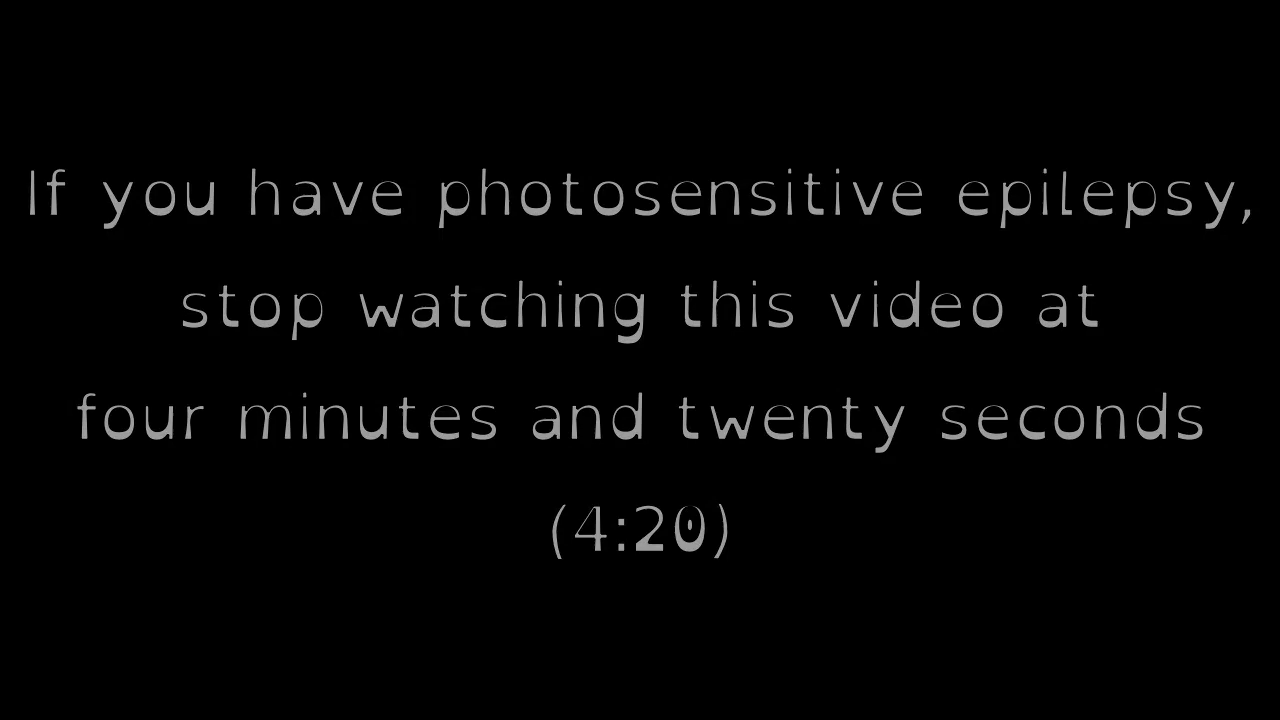 If you have photosensitive epilepsy,
stop watching this video at
four minutes and twenty seconds
(4:20)